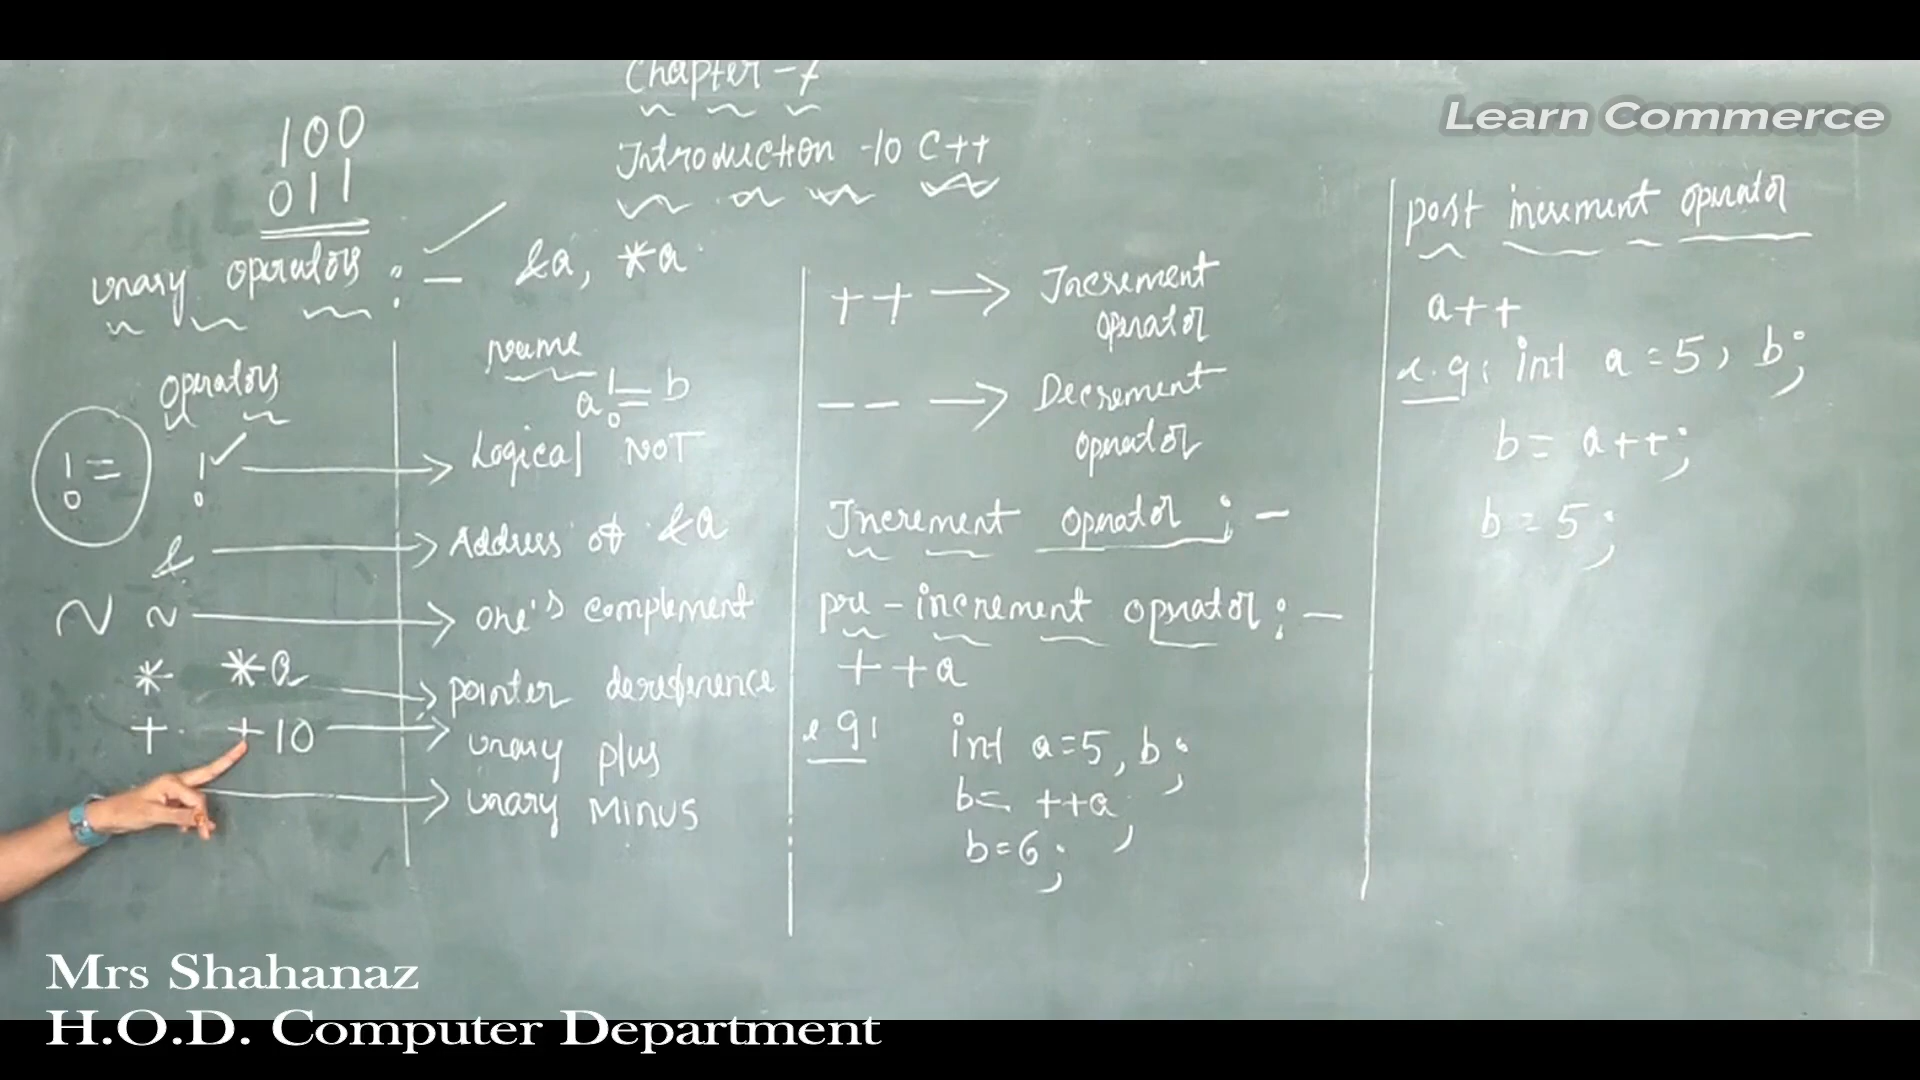 Chapter - 7
Introduction to C++
Learn Commerce
100
011
unary operators :- &a, *a
operators
Name
a != b
!= ! → Logical NOT
& → Address of &a
~ ~ → one's complement
* *a → pointer dereference
+ +10 → unary plus
→ unary MINUS
++ → Increment
operator
-- → Decrement
operator
Increment operator :-
pre-increment operator :-
++a
e.g:
int a=5, b;
b= ++a;
b=6;
post increment operator
a++
e.g: int a=5, b;
b= a++;
b=5;
Mrs Shahanaz
H.O.D. Computer Department